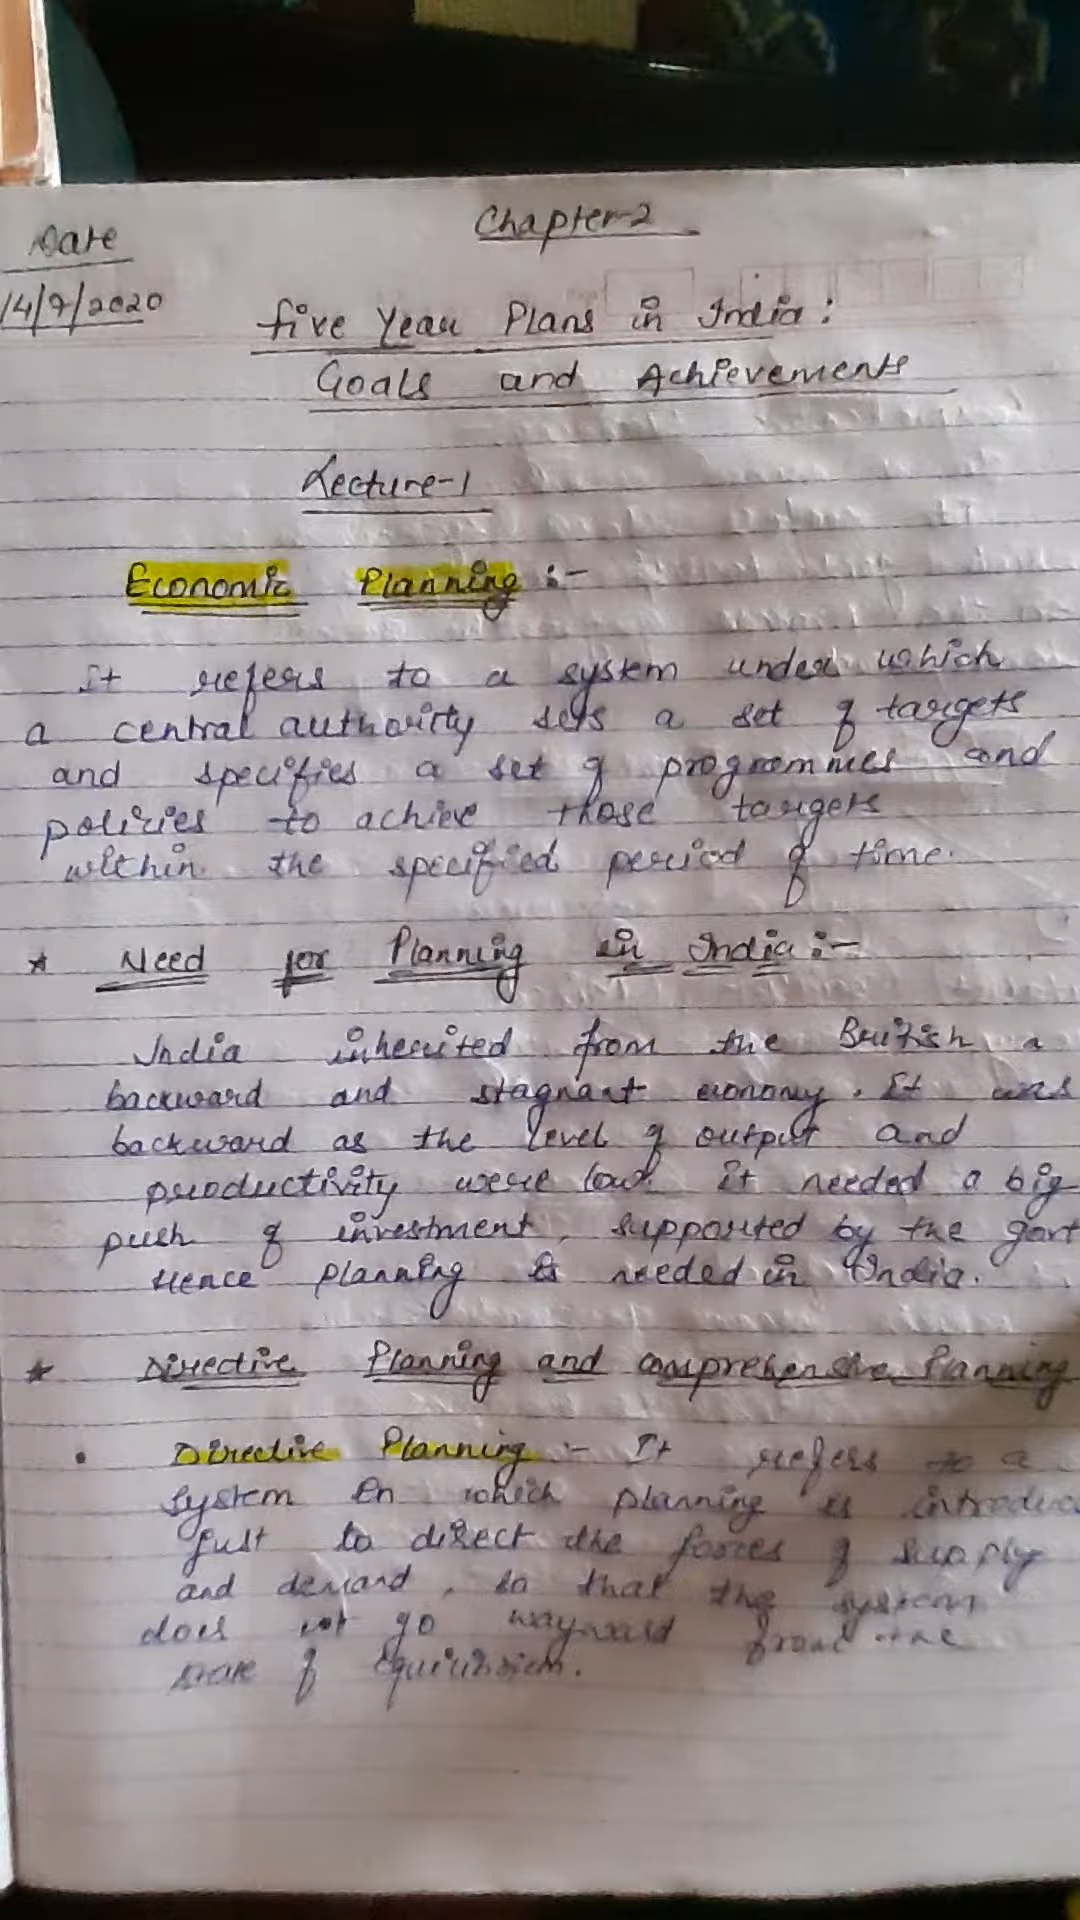 Chapter-2
Date
14/9/2020
Five Year Plans in India:
Goals and Achievements
Lecture-1
Economic Planning :-
It refers to a system under which
a central authority sets a set of targets
and specifies a set of programmes and
policies to achieve those targets
within the specified period of time.
* Need for Planning in India :-
India inherited from the British a
backward and stagnant economy. It was
backward as the level of output and
productivity were low. it needed a big
push of investment, supported by the govt
Hence planning is needed in India.
* Directive Planning and comprehensive Planning
• Directive Planning :- It refers to a
system in which planning is introduc
just to direct the forces of supply
and demand, so that the system
does not go wayward from the
state of equilibrium.